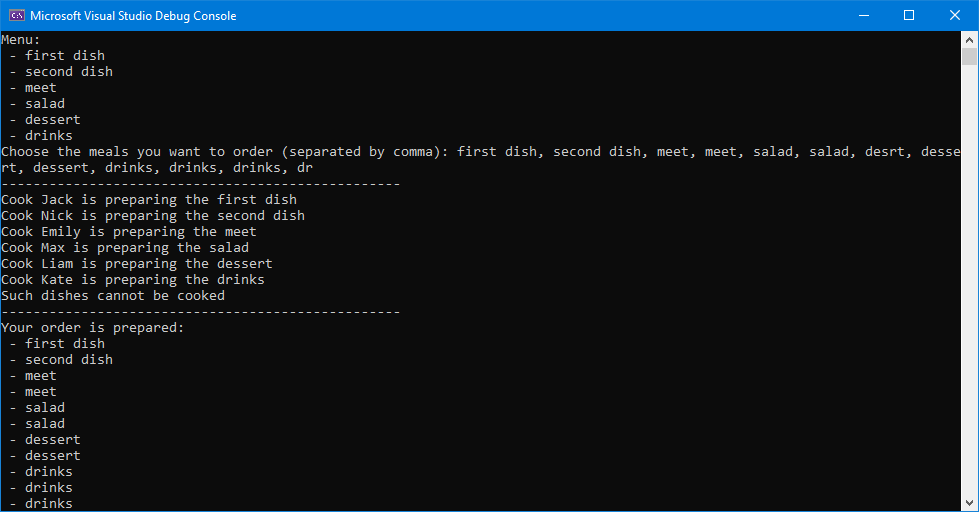 Microsoft Visual Studio Debug Console
Menu:
- first dish
- second dish
- meet
- salad
- dessert
- drinks
Choose the meals you want to order (separated by comma): first dish, second dish, meet, meet, salad, salad, desrt, desse
rt, dessert, drinks, drinks, drinks, dr
--------------------------------------------------
Cook Jack is preparing the first dish
Cook Nick is preparing the second dish
Cook Emily is preparing the meet
Cook Max is preparing the salad
Cook Liam is preparing the dessert
Cook Kate is preparing the drinks
Such dishes cannot be cooked
--------------------------------------------------
Your order is prepared:
- first dish
- second dish
- meet
- meet
- salad
- salad
- dessert
- dessert
- drinks
- drinks
- drinks